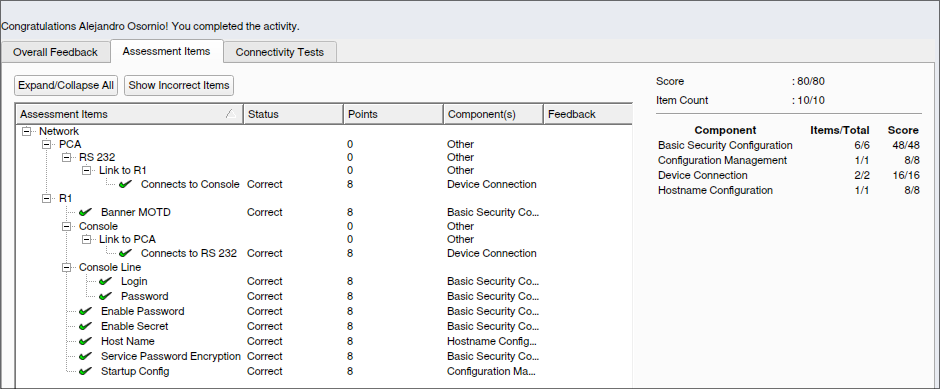 Congratulations Alejandro Osornio! You completed the activity.
Overall Feedback Assessment Items Connectivity Tests
Expand/Collapse All Show Incorrect Items
Assessment Items Status Points Component(s) Feedback
Network
PCA 0 Other
RS 232 0 Other
Link to R1 0 Other
Connects to Console Correct 8 Device Connection
R1
Banner MOTD Correct 8 Basic Security Co...
Console 0 Other
Link to PCA 0 Other
Connects to RS 232 Correct 8 Device Connection
Console Line
Login Correct 8 Basic Security Co...
Password Correct 8 Basic Security Co...
Enable Password Correct 8 Basic Security Co...
Enable Secret Correct 8 Basic Security Co...
Host Name Correct 8 Hostname Config...
Service Password Encryption Correct 8 Basic Security Co...
Startup Config Correct 8 Configuration Ma...
Score : 80/80
Item Count : 10/10
Component Items/Total Score
Basic Security Configuration 6/6 48/48
Configuration Management 1/1 8/8
Device Connection 2/2 16/16
Hostname Configuration 1/1 8/8